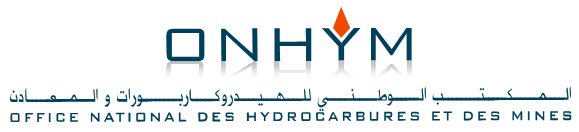 ONHYM
المكتب الوطني للهيدروكاربورات و المعادن
OFFICE NATIONAL DES HYDROCARBURES ET DES MINES